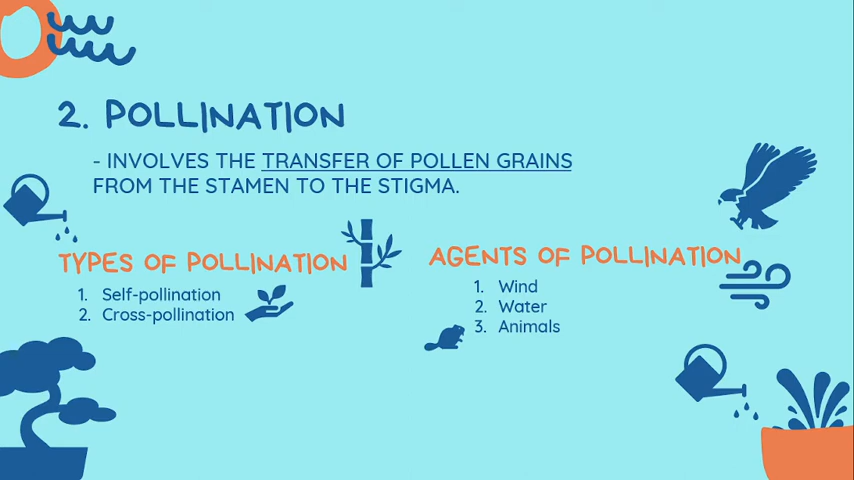 2. POLLINATION
- INVOLVES THE TRANSFER OF POLLEN GRAINS
FROM THE STAMEN TO THE STIGMA.
TYPES OF POLLINATION
1. Self-pollination
2. Cross-pollination
AGENTS OF POLLINATION
1. Wind
2. Water
3. Animals